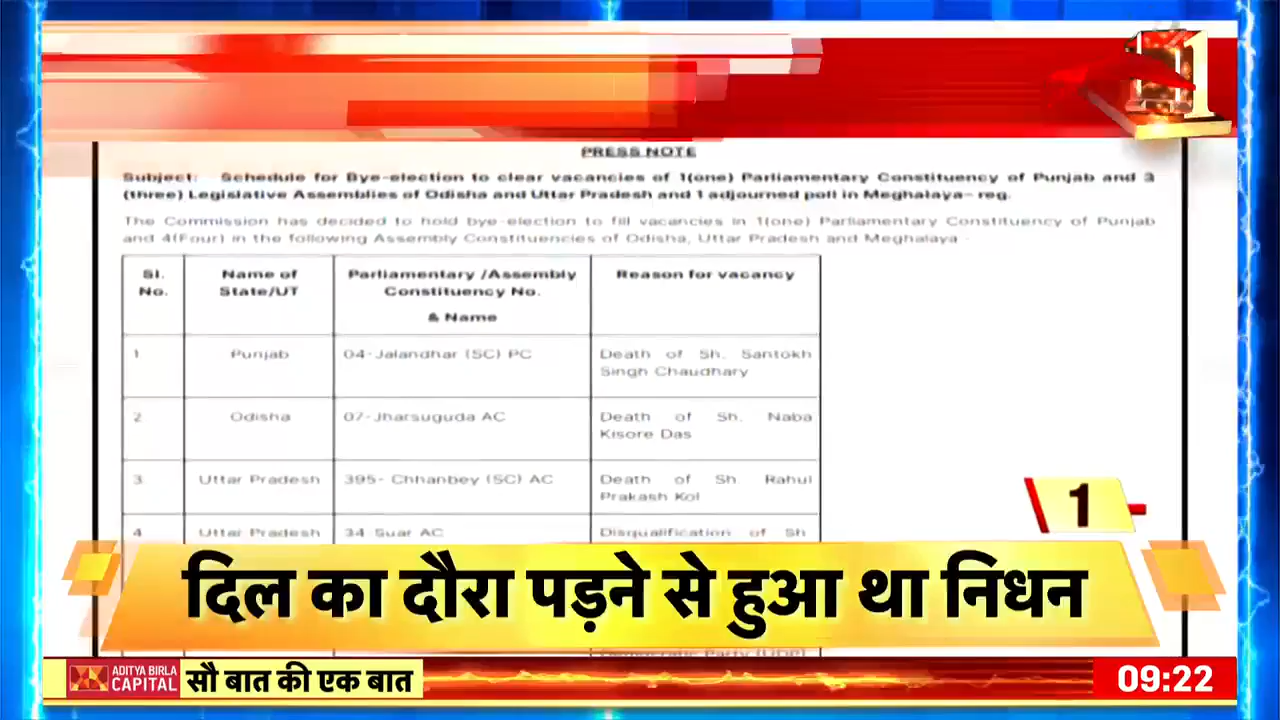 PRESS NOTE
Subject: Schedule for Bye-election to clear vacancies of 1(one) Parliamentary Constituency of Punjab and 3
(three) Legislative Assemblies of Odisha and Uttar Pradesh and 1 adjourned poll in Meghalaya- reg.
The Commission has decided to hold bye-election to fill vacancies in 1(one) Parliamentary Constituency of Punjab
and 4(Four) in the following Assembly Constituencies of Odisha, Uttar Pradesh and Meghalaya -
Sl. No. Name of State/UT Parliamentary /Assembly Constituency No. & Name Reason for vacancy
1 Punjab 04-Jalandhar (SC) PC Death of Sh. Santokh
Singh Chaudhary
2 Odisha 07-Jharsuguda AC Death of Sh. Naba
Kisore Das
3 Uttar Pradesh 395- Chhanbey (SC) AC Death of Sh. Rahul
Prakash Kol
4 Uttar Pradesh 34 Suar AC Disqualification of Sh.
1
दिल का दौरा पड़ने से हुआ था निधन
Democratic Party (UDP)
ADITYA BIRLA
CAPITAL
सौ बात की एक बात
09:22